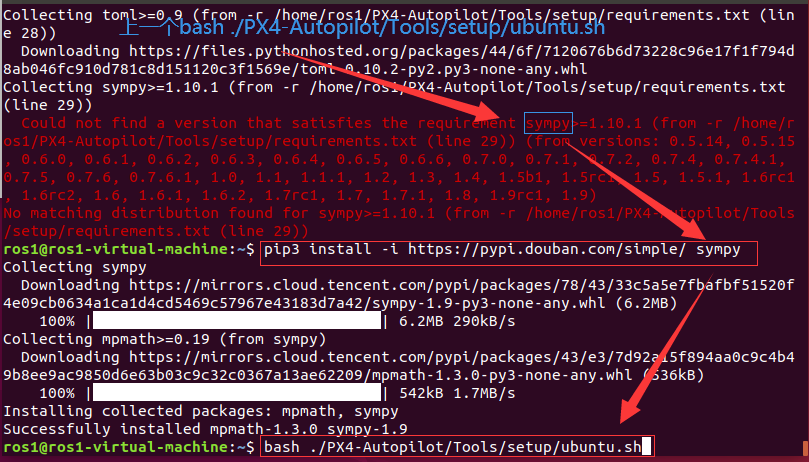 Collecting toml>=0.9 (from -r /home/ros1/PX4-Autopilot/Tools/setup/requirements.txt (lin
e 28))
上一个bash ./PX4-Autopilot/Tools/setup/ubuntu.sh
  Downloading https://files.pythonhosted.org/packages/44/6f/7120676b6d73228c96e17f1f794d
8ab046fc910d781c8d151120c3f1569e/toml-0.10.2-py2.py3-none-any.whl
Collecting sympy>=1.10.1 (from -r /home/ros1/PX4-Autopilot/Tools/setup/requirements.txt
(line 29))
  Could not find a version that satisfies the requirement sympy>=1.10.1 (from -r /home/r
os1/PX4-Autopilot/Tools/setup/requirements.txt (line 29)) (from versions: 0.5.14, 0.5.15
, 0.6.0, 0.6.1, 0.6.2, 0.6.3, 0.6.4, 0.6.5, 0.6.6, 0.7.0, 0.7.1, 0.7.2, 0.7.4, 0.7.4.1,
0.7.5, 0.7.6, 0.7.6.1, 1.0, 1.1, 1.1.1, 1.2, 1.3, 1.4, 1.5b1, 1.5rc1, 1.5, 1.5.1, 1.6rc1
, 1.6rc2, 1.6, 1.6.1, 1.6.2, 1.7rc1, 1.7, 1.7.1, 1.8, 1.9rc1, 1.9)
No matching distribution found for sympy>=1.10.1 (from -r /home/ros1/PX4-Autopilot/Tools
/setup/requirements.txt (line 29))
ros1@ros1-virtual-machine:~$ pip3 install -i https://pypi.douban.com/simple/ sympy
Collecting sympy
  Downloading https://mirrors.cloud.tencent.com/pypi/packages/78/43/33c5a5e7fbafbf51520f
4e09cb0634a1ca1d4cd5469c57967e43183d7a42/sympy-1.9-py3-none-any.whl (6.2MB)
    100% |████████████████████████████████| 6.2MB 290kB/s
Collecting mpmath>=0.19 (from sympy)
  Downloading https://mirrors.cloud.tencent.com/pypi/packages/43/e3/7d92a15f894aa0c9c4b4
9b8ee9ac9850d6e63b03c9c32c0367a13ae62209/mpmath-1.3.0-py3-none-any.whl (536kB)
    100% |████████████████████████████████| 542kB 1.7MB/s
Installing collected packages: mpmath, sympy
Successfully installed mpmath-1.3.0 sympy-1.9
ros1@ros1-virtual-machine:~$ bash ./PX4-Autopilot/Tools/setup/ubuntu.sh